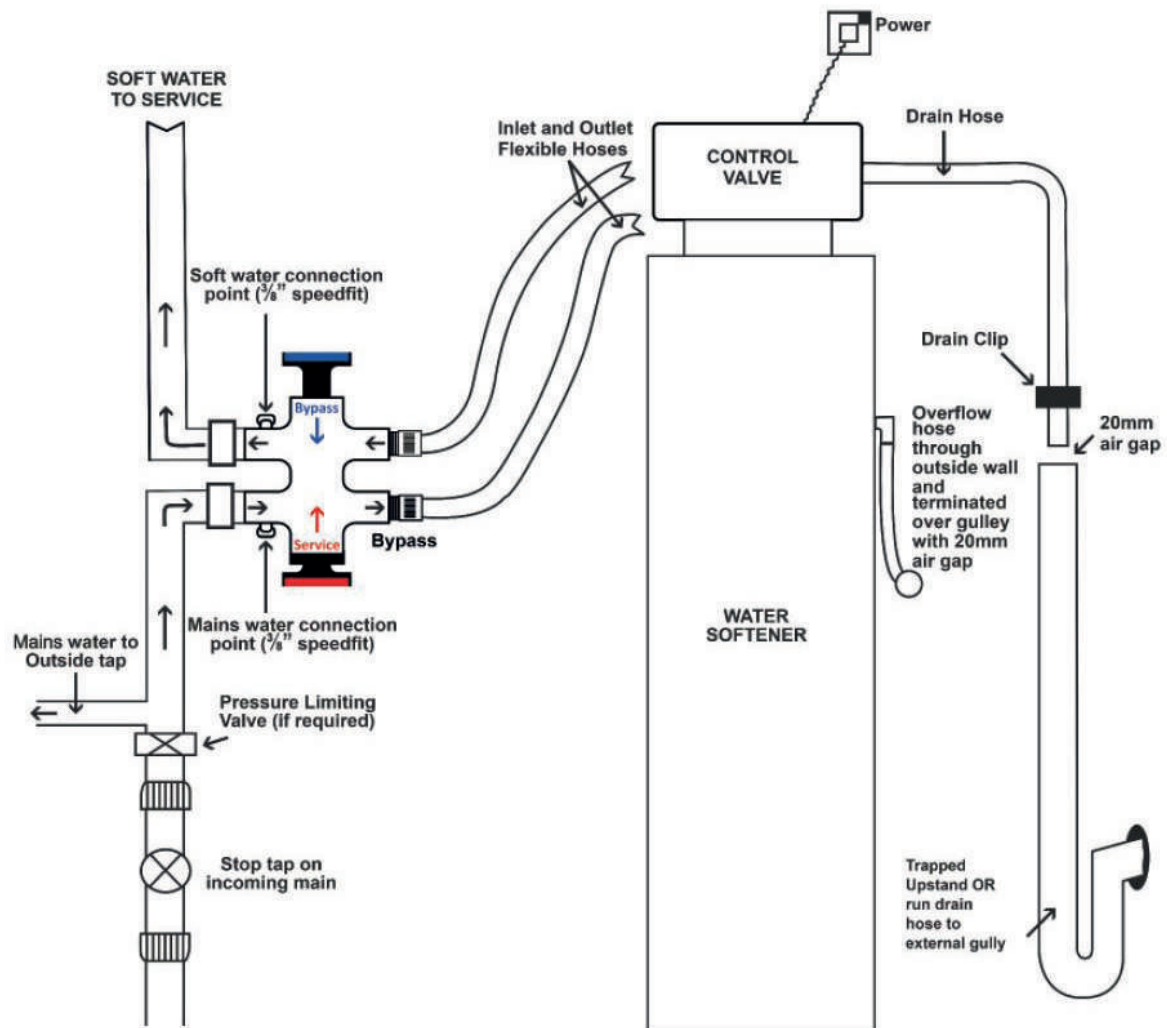 Power
SOFT WATER
TO SERVICE
Inlet and Outlet
Flexible Hoses
CONTROL
VALVE
Drain Hose
Soft water connection
point (⅜" speedfit)
Bypass
Service
Bypass
Mains water connection
point (⅜" speedfit)
Mains water to
Outside tap
Pressure Limiting
Valve (if required)
Stop tap on
incoming main
WATER
SOFTENER
Drain Clip
20mm
air gap
Overflow
hose
through
outside wall
and
terminated
over gulley
with 20mm
air gap
Trapped
Upstand OR
run drain
hose to
external gully